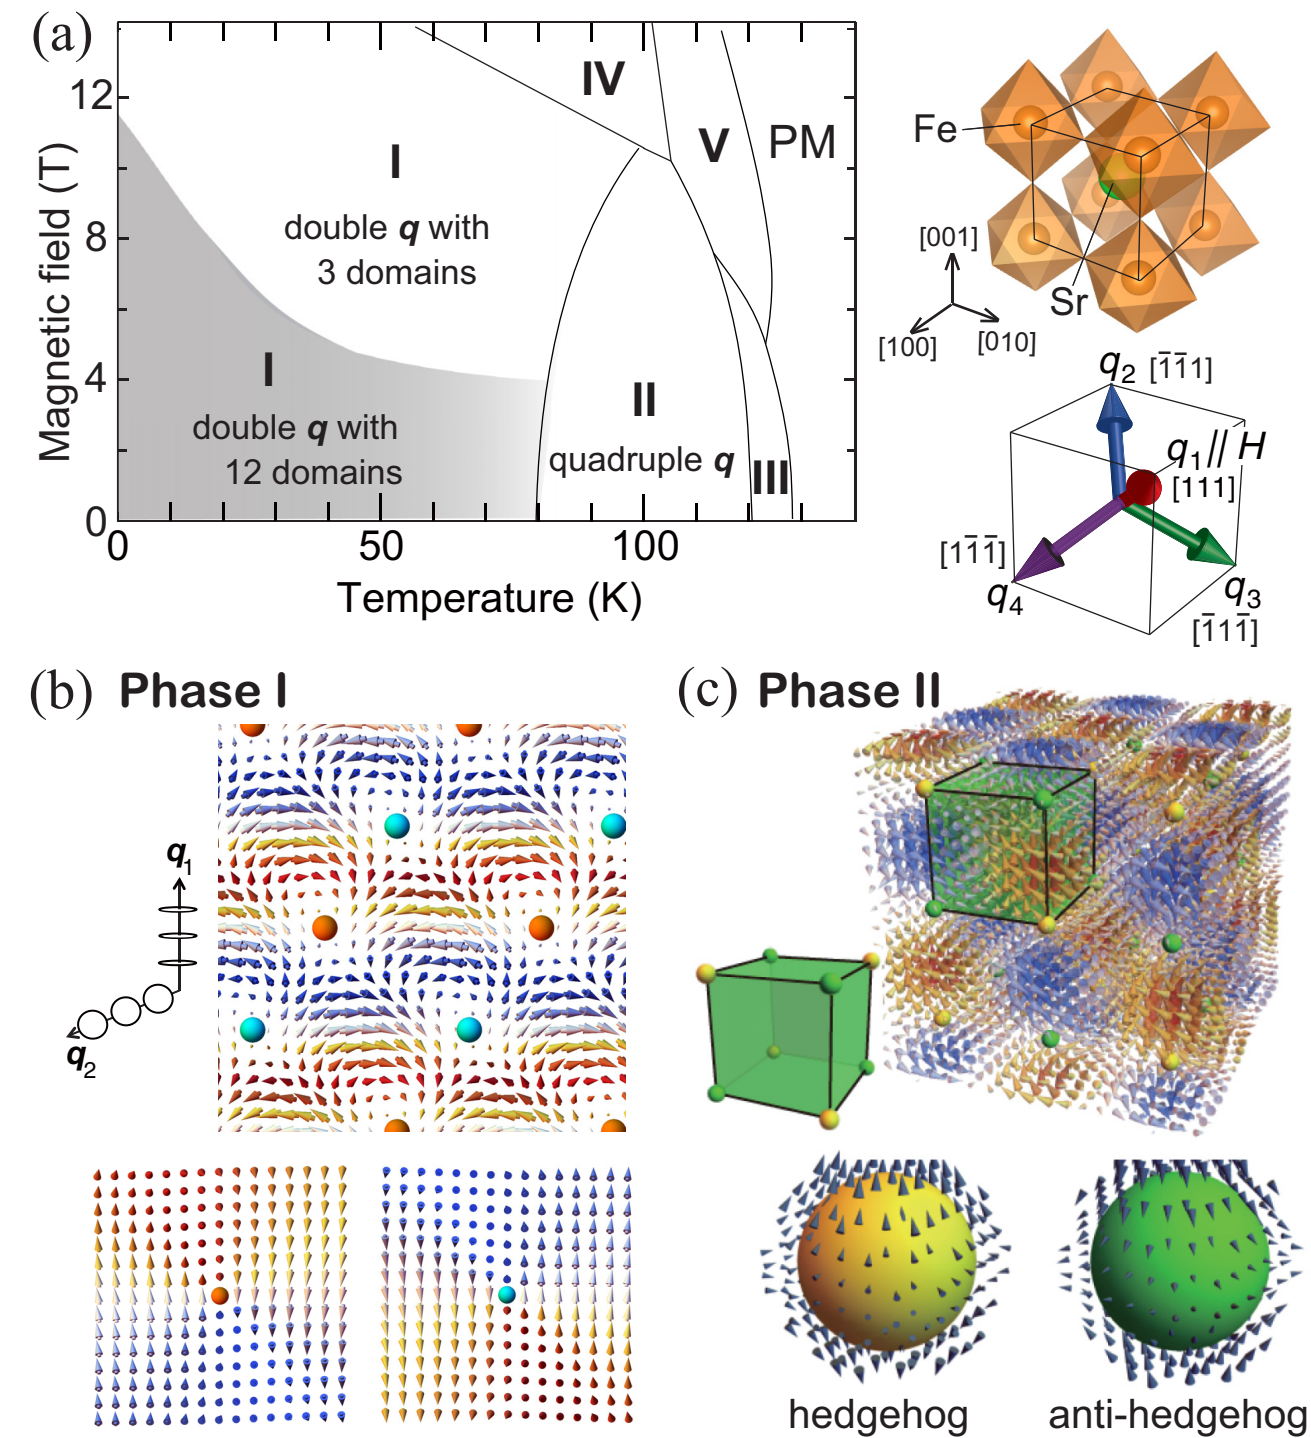 (a)
12
8
4
0
0
50
100
Magnetic field (T)
Temperature (K)
I
double q with
3 domains
I
double q with
12 domains
II
quadruple q
III
IV
V
PM
Fe
Sr
[001]
[100]
[010]
q2 [1̅1̅1]
q1 // H
[111]
[11̅1̅]
q4
q3
[1̅11̅]
(b) Phase I
q1
q2
(c) Phase II
hedgehog
anti-hedgehog